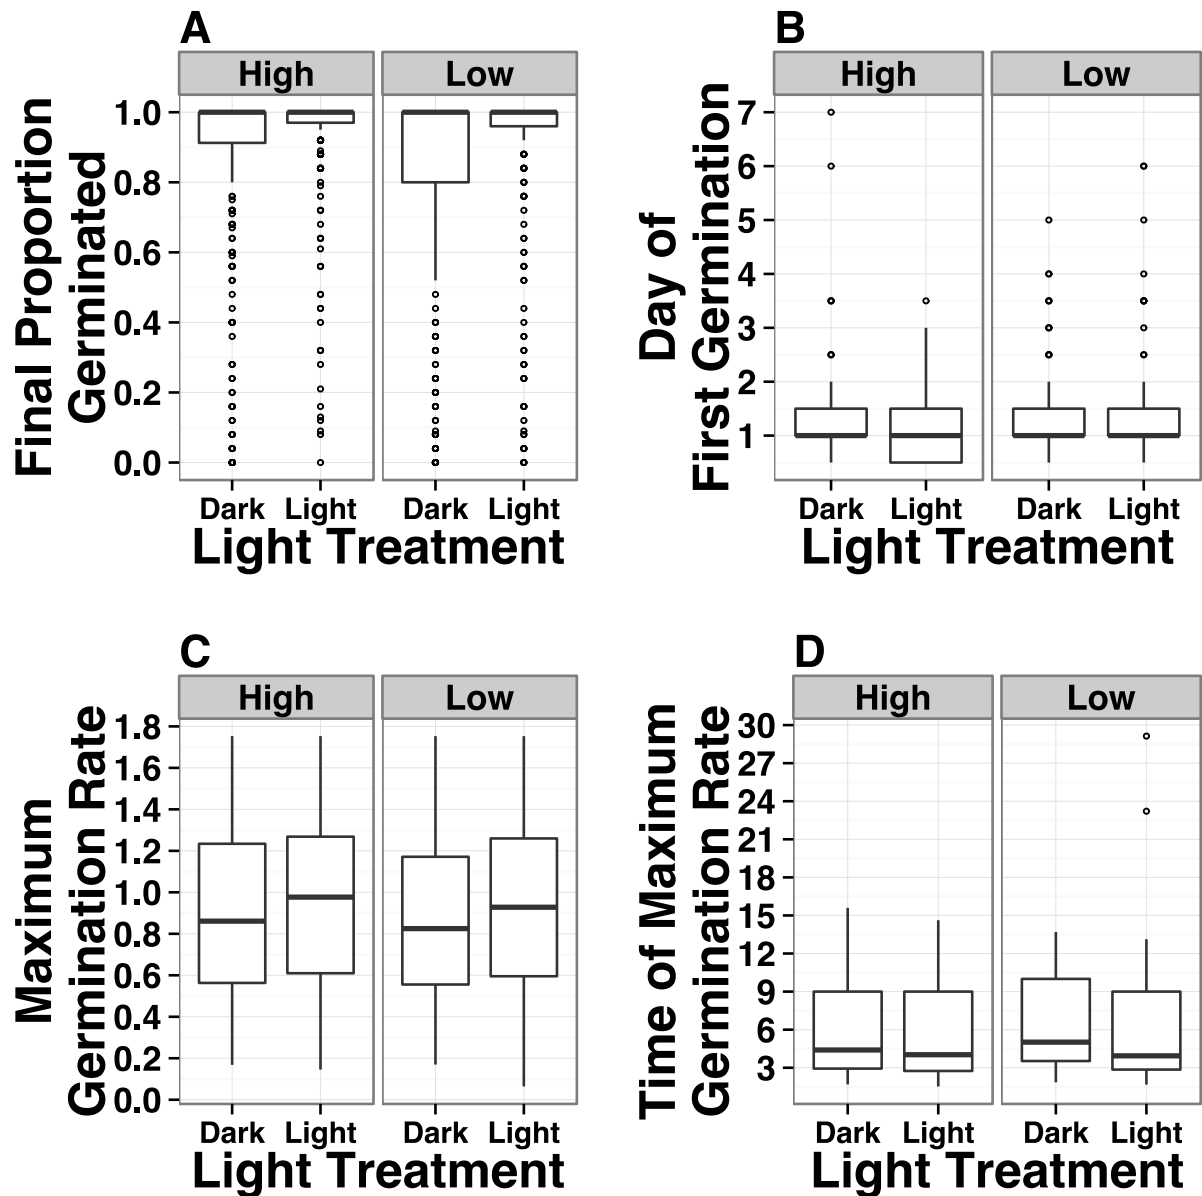 A
High Low
Final Proportion
Germinated
1.0
0.8
0.6
0.4
0.2
0.0
Dark Light Dark Light
Light Treatment
B
High Low
Day of
First Germination
7
6
5
4
3
2
1
Dark Light Dark Light
Light Treatment
C
High Low
Maximum
Germination Rate
1.8
1.6
1.4
1.2
1.0
0.8
0.6
0.4
0.2
0.0
Dark Light Dark Light
Light Treatment
D
High Low
Time of Maximum
Germination Rate
30
27
24
21
18
15
12
9
6
3
Dark Light Dark Light
Light Treatment